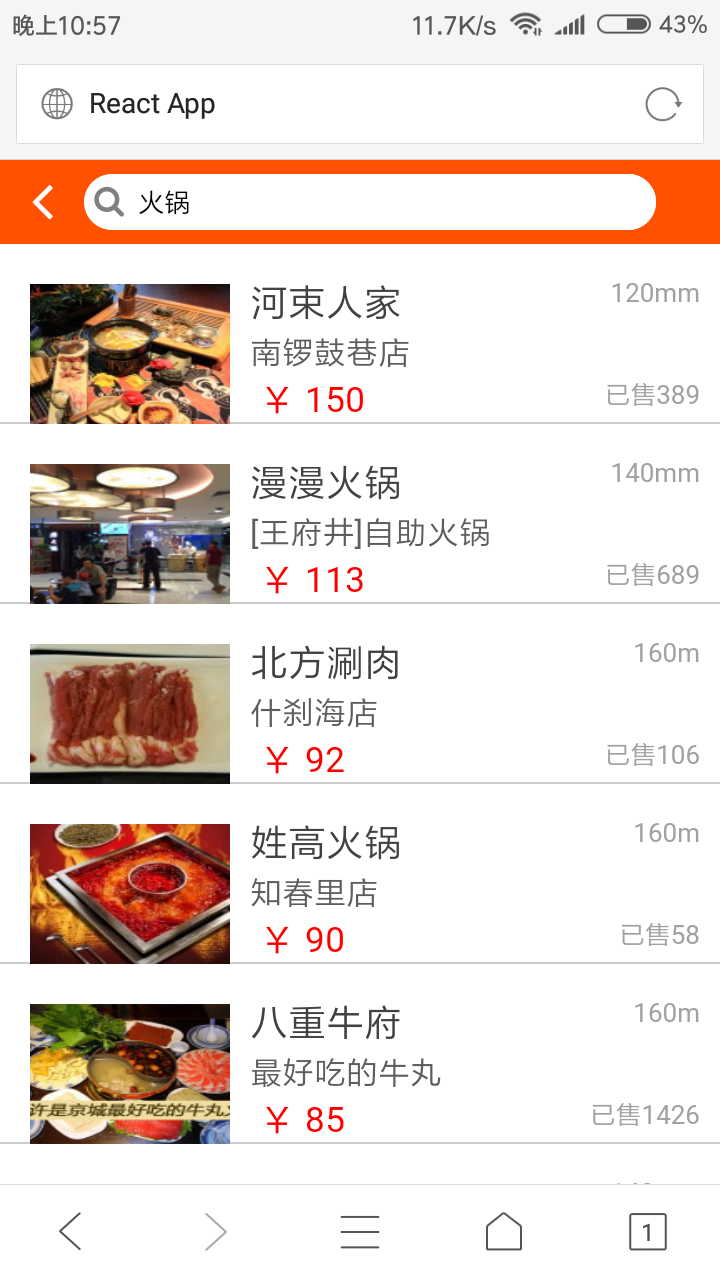 晚上10:57 11.7K/s 43%
React App
火锅
河束人家 120mm
南锣鼓巷店
¥ 150 已售389
漫漫火锅 140mm
[王府井]自助火锅
¥ 113 已售689
北方涮肉 160m
什刹海店
¥ 92 已售106
姓高火锅 160m
知春里店
¥ 90 已售58
八重牛府 160m
最好吃的牛丸
许是京城最好吃的牛丸
¥ 85 已售1426
1